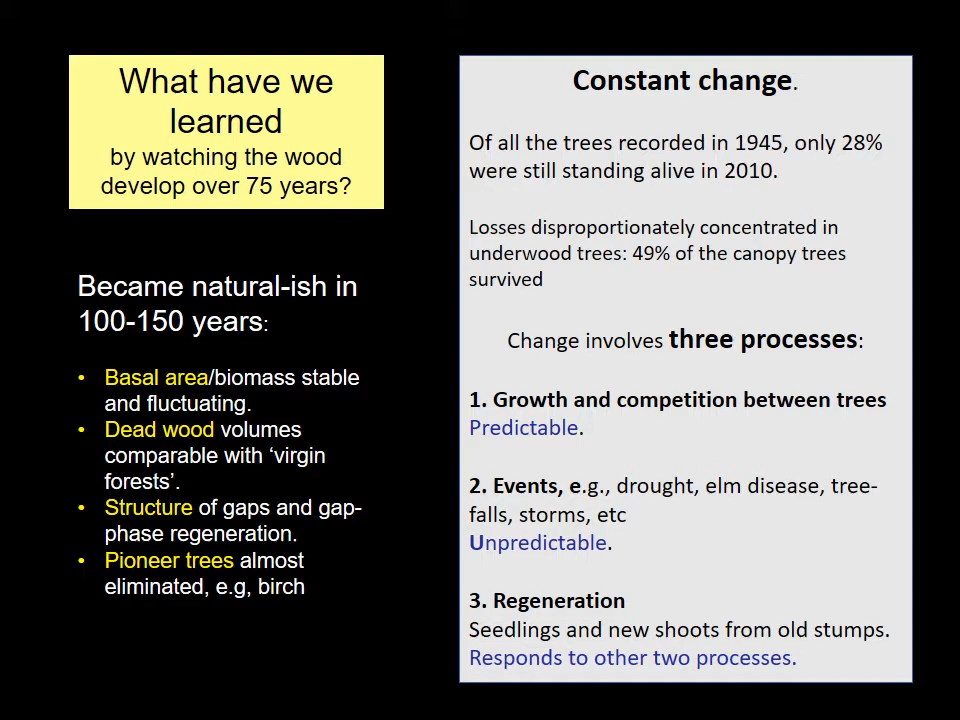 What have we
learned
by watching the wood
develop over 75 years?
Became natural-ish in
100-150 years:
• Basal area/biomass stable
and fluctuating.
• Dead wood volumes
comparable with ‘virgin
forests’.
• Structure of gaps and gap-
phase regeneration.
• Pioneer trees almost
eliminated, e.g, birch
Constant change.
Of all the trees recorded in 1945, only 28%
were still standing alive in 2010.
Losses disproportionately concentrated in
underwood trees: 49% of the canopy trees
survived
Change involves three processes:
1. Growth and competition between trees
Predictable.
2. Events, e.g., drought, elm disease, tree-
falls, storms, etc
Unpredictable.
3. Regeneration
Seedlings and new shoots from old stumps.
Responds to other two processes.